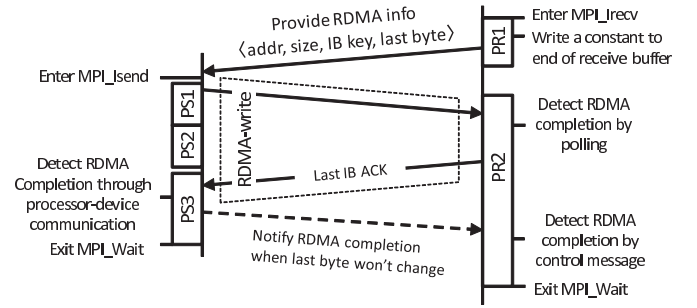 Provide RDMA info
〈addr, size, IB key, last byte〉
Enter MPI_Irecv
PR1
Write a constant to
end of receive buffer
Enter MPI_Isend
PS1
PS2
RDMA-write
Detect RDMA
completion by
polling
PR2
Last IB ACK
Detect RDMA
Completion through
processor-device
communication
PS3
Exit MPI_Wait
Notify RDMA completion
when last byte won't change
Detect RDMA
completion by
control message
Exit MPI_Wait